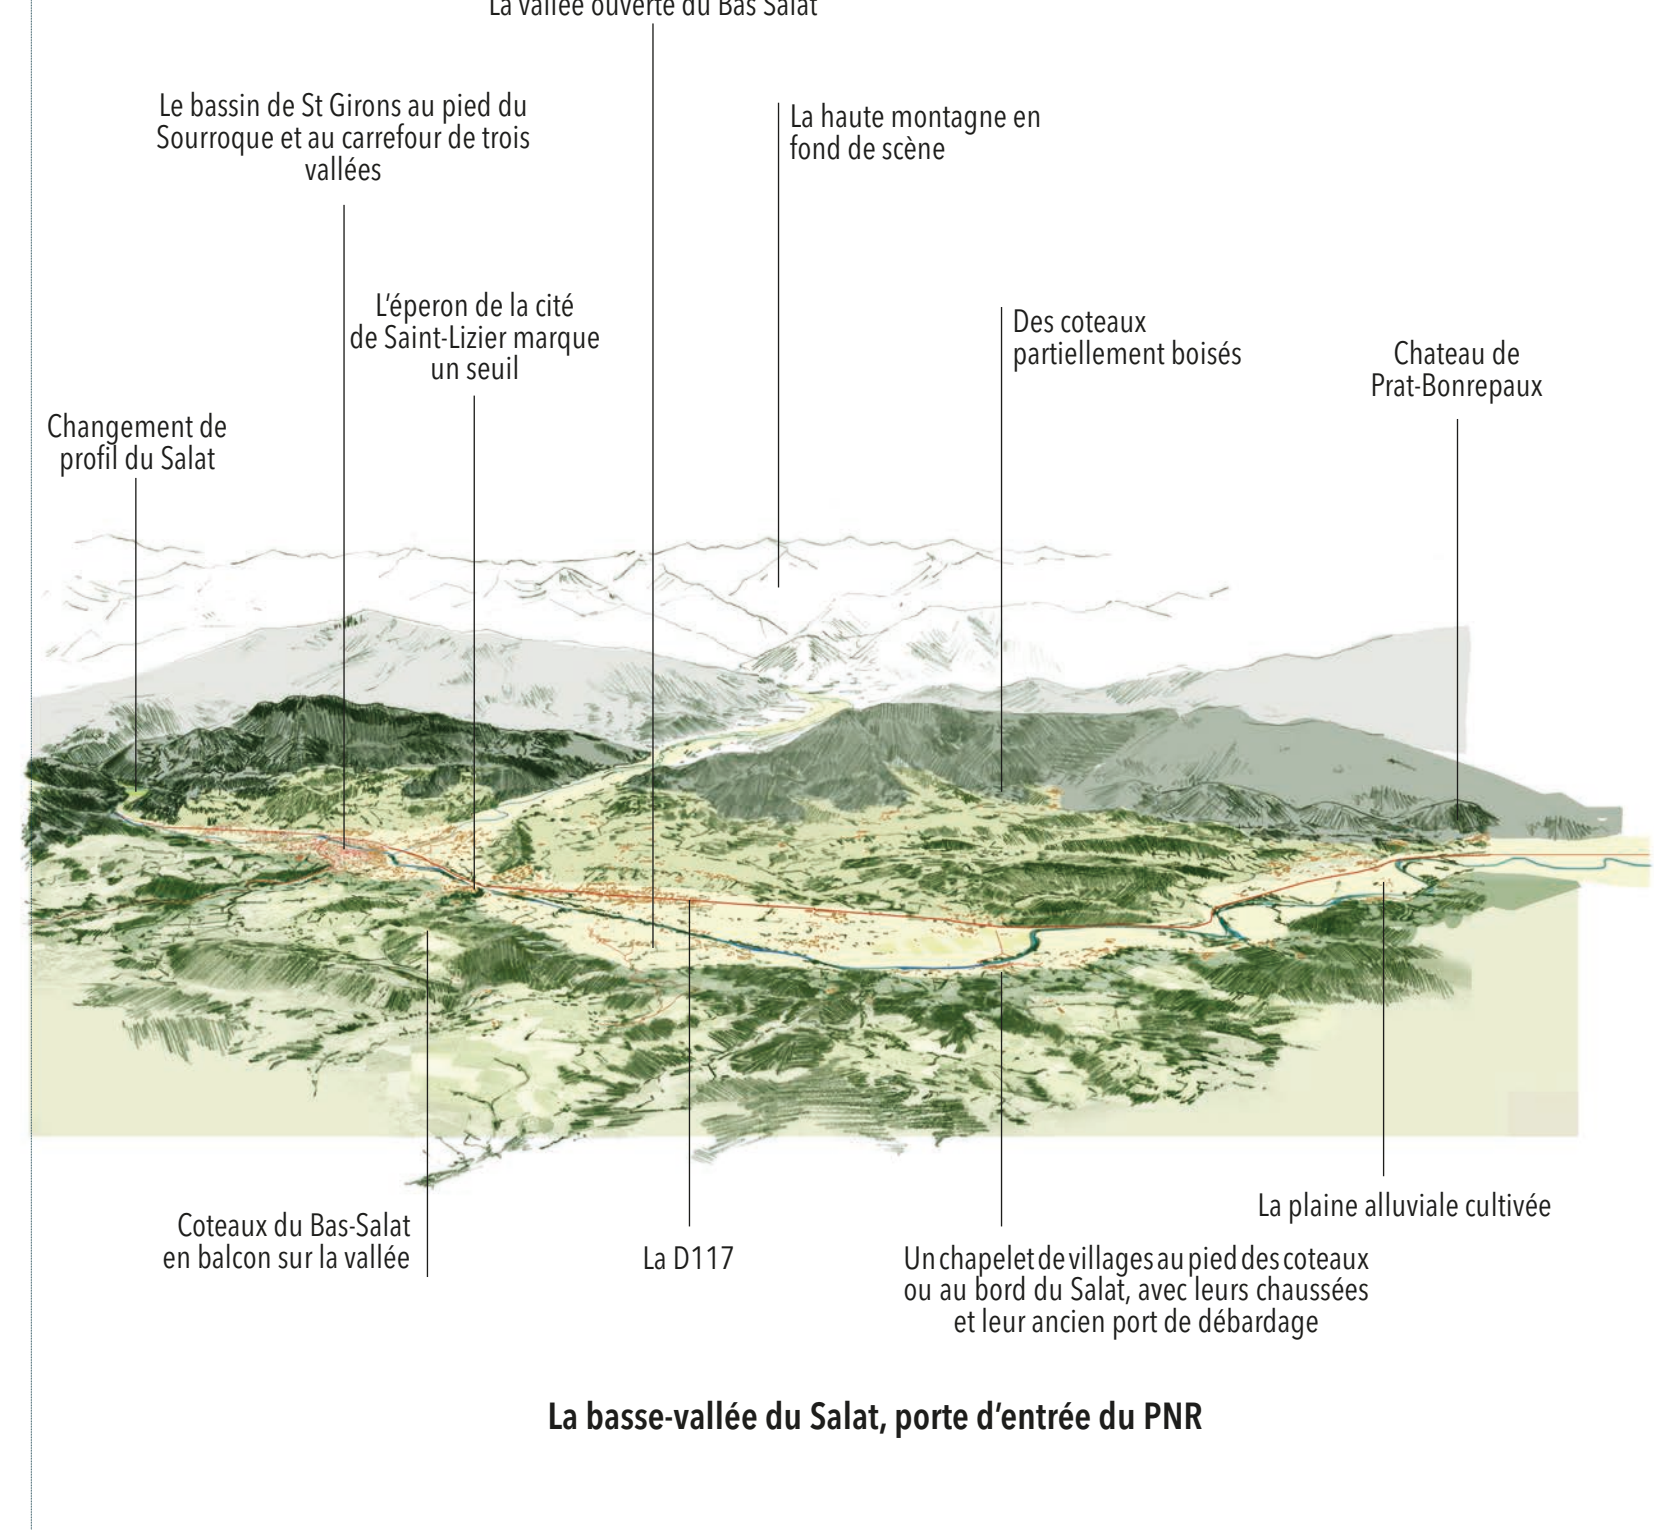 La vallée ouverte du Bas Salat
Le bassin de St Girons au pied du
Sourroque et au carrefour de trois
vallées
La haute montagne en
fond de scène
L'éperon de la cité
de Saint-Lizier marque
un seuil
Des coteaux
partiellement boisés
Chateau de
Prat-Bonrepaux
Changement de
profil du Salat
Coteaux du Bas-Salat
en balcon sur la vallée
La D117
Un chapelet de villages au pied des coteaux
ou au bord du Salat, avec leurs chaussées
et leur ancien port de débardage
La plaine alluviale cultivée
La basse-vallée du Salat, porte d'entrée du PNR